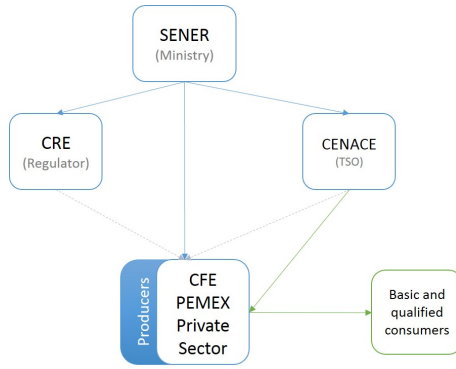 SENER
(Ministry)
CRE
(Regulator)
CENACE
(TSO)
Producers
CFE
PEMEX
Private
Sector
Basic and
qualified
consumers